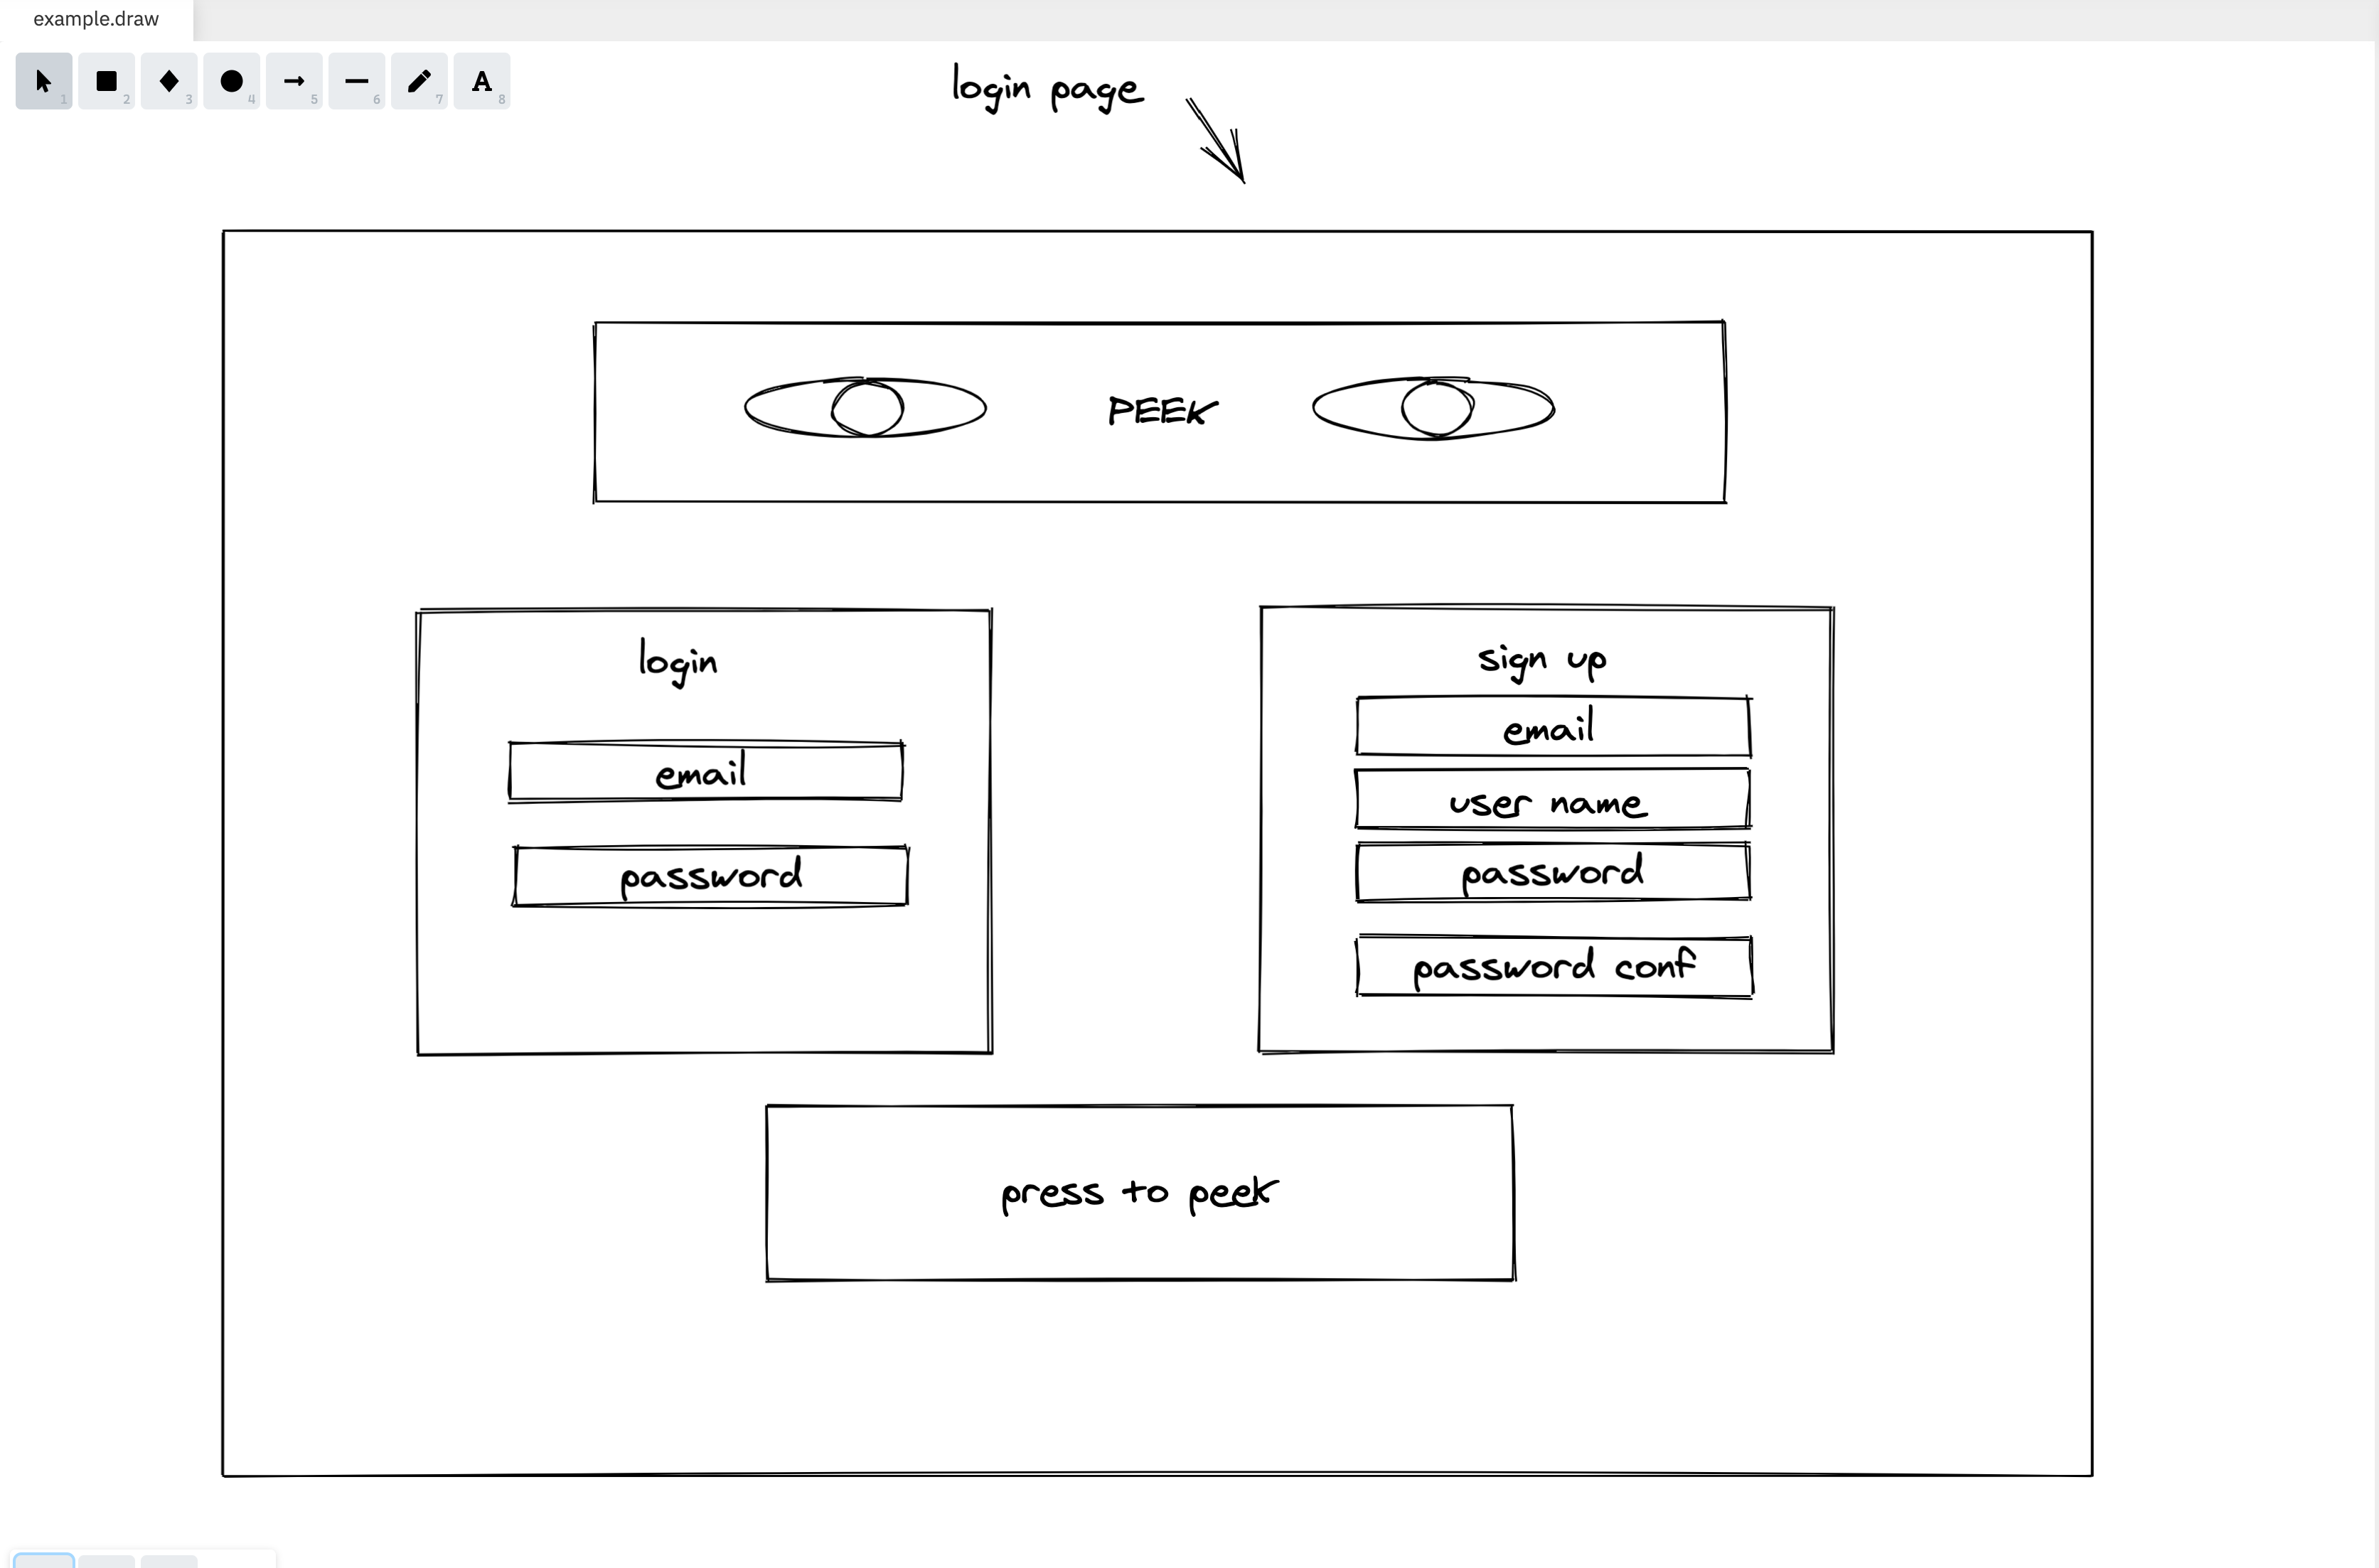 example.draw
1 2 3 4 5 6 7 A 8
login page
PEEK
login
email
password
sign up
email
user name
password
password conf
press to peek